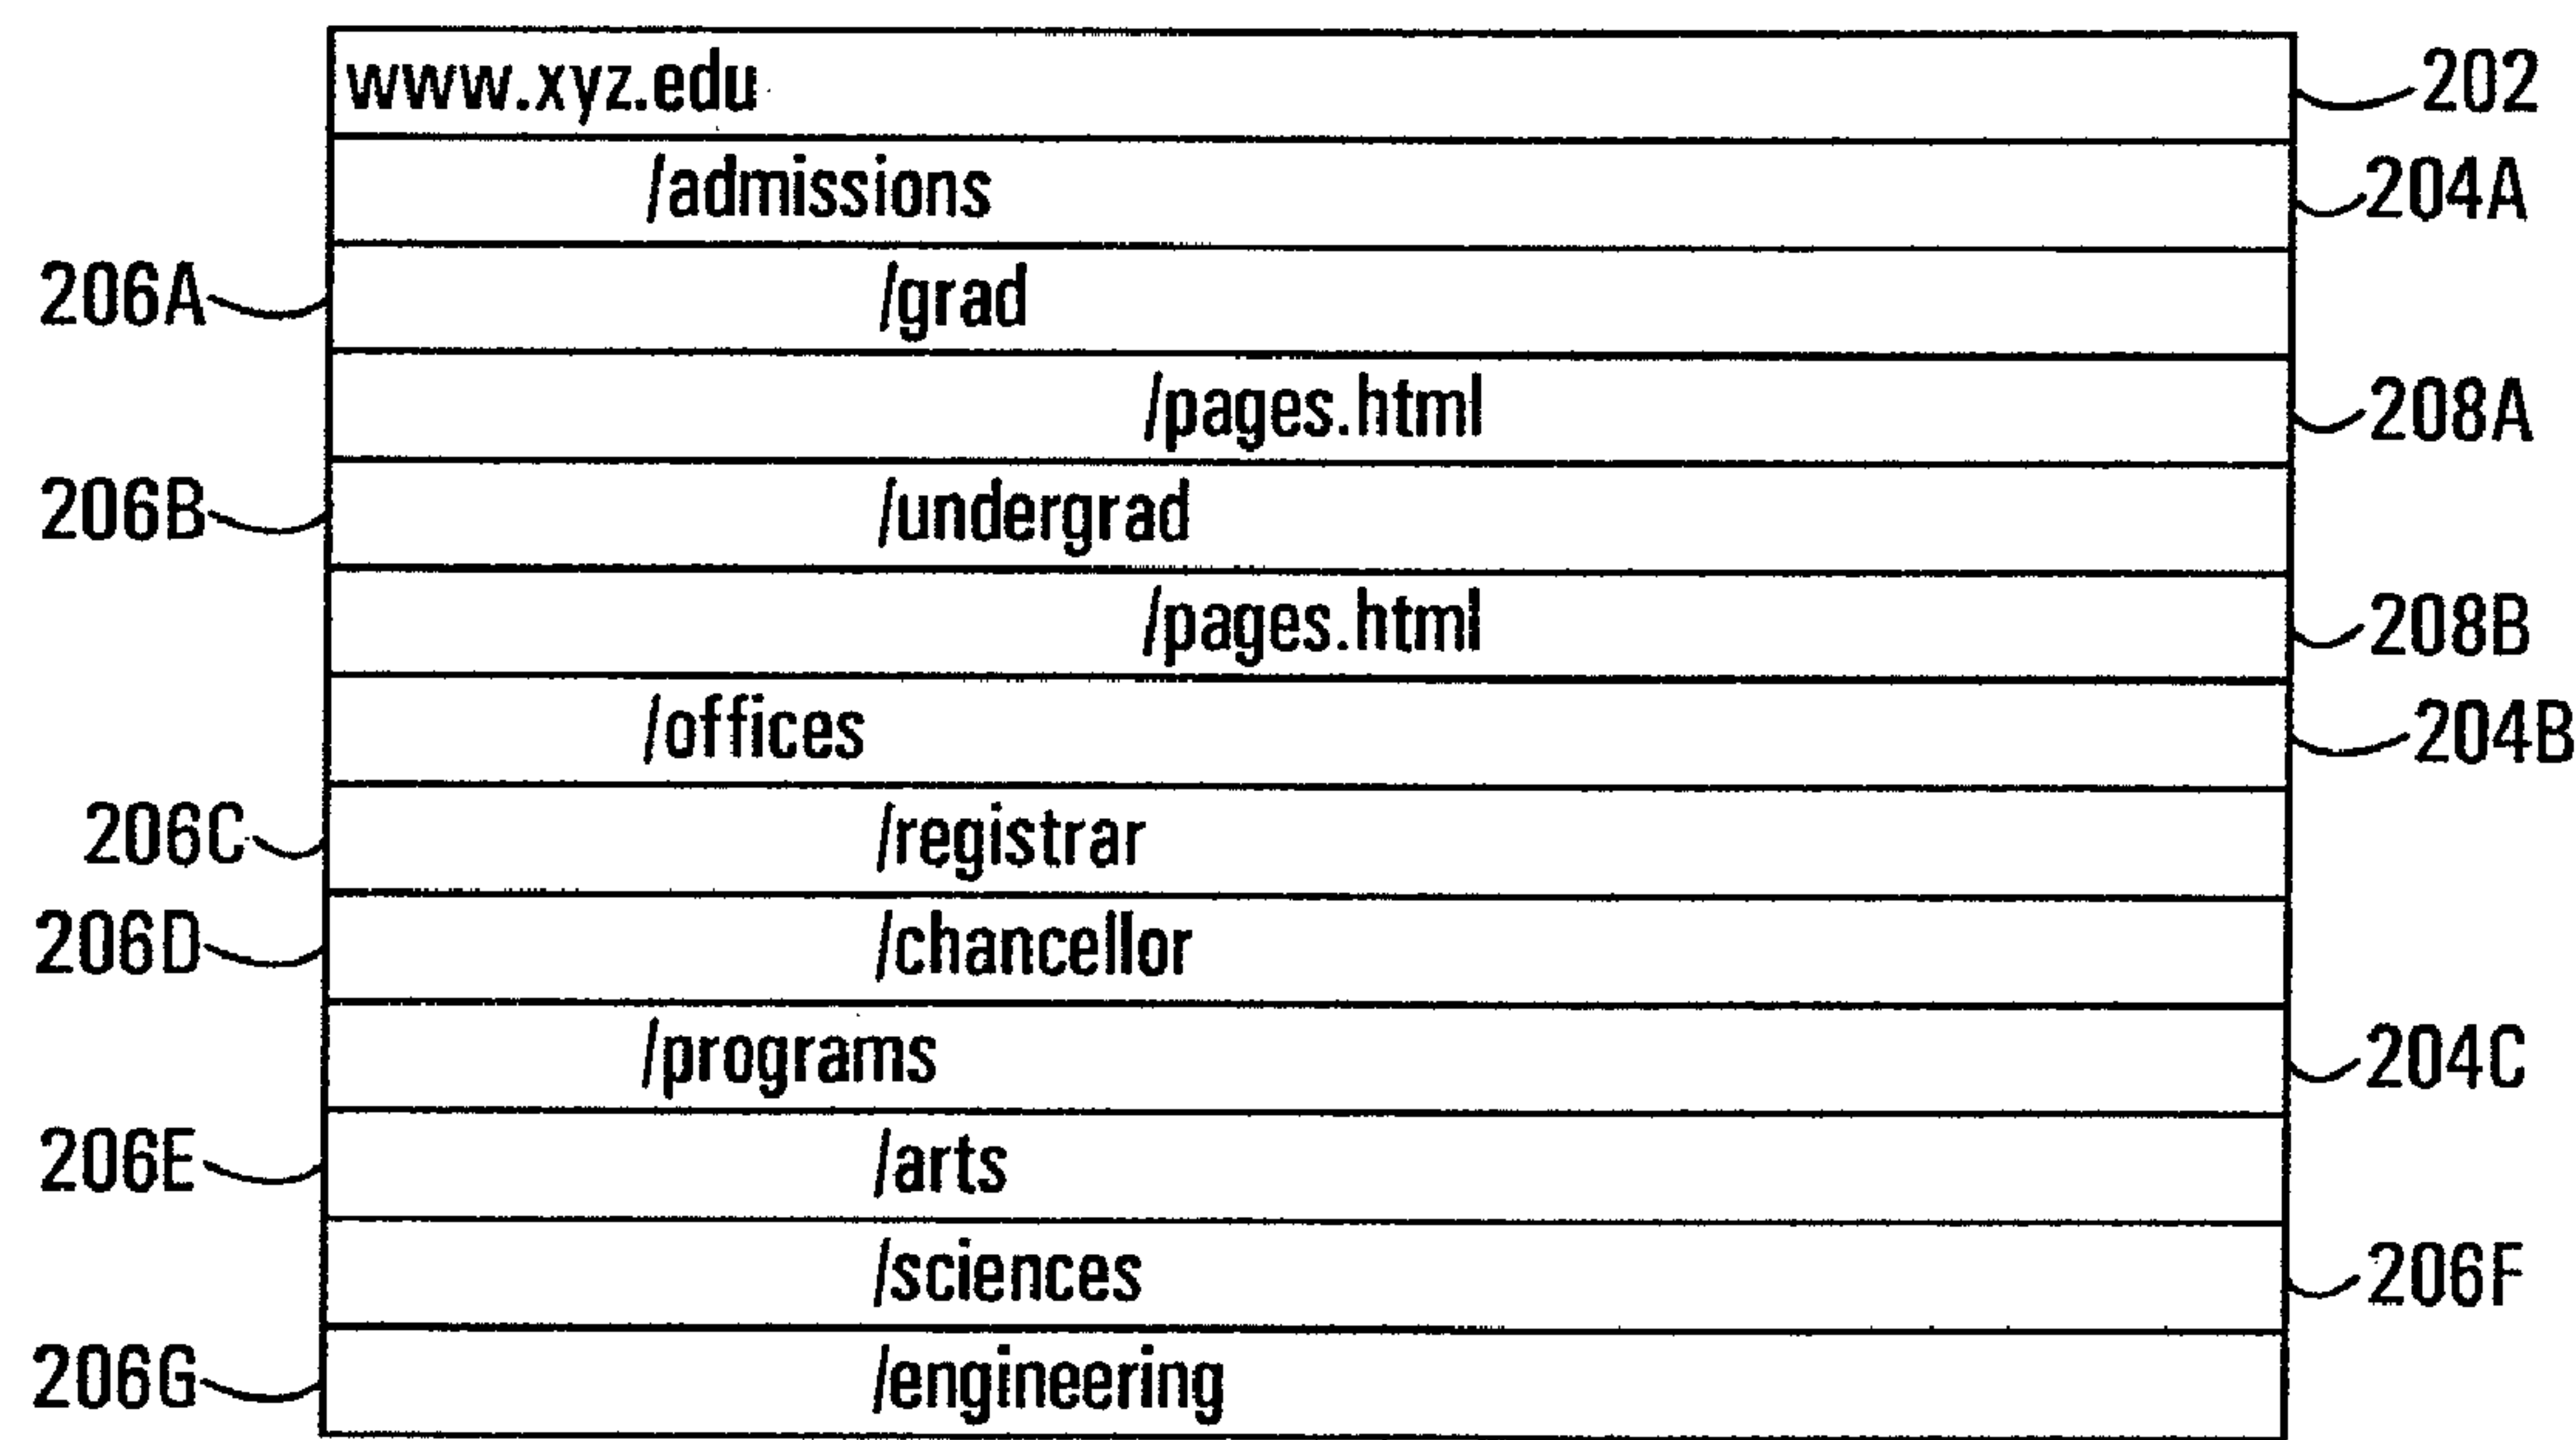 www.xyz.edu 202
/admissions 204A
206A /grad
/pages.html 208A
206B /undergrad
/pages.html 208B
/offices 204B
206C /registrar
206D /chancellor
/programs 204C
206E /arts
/sciences 206F
206G /engineering